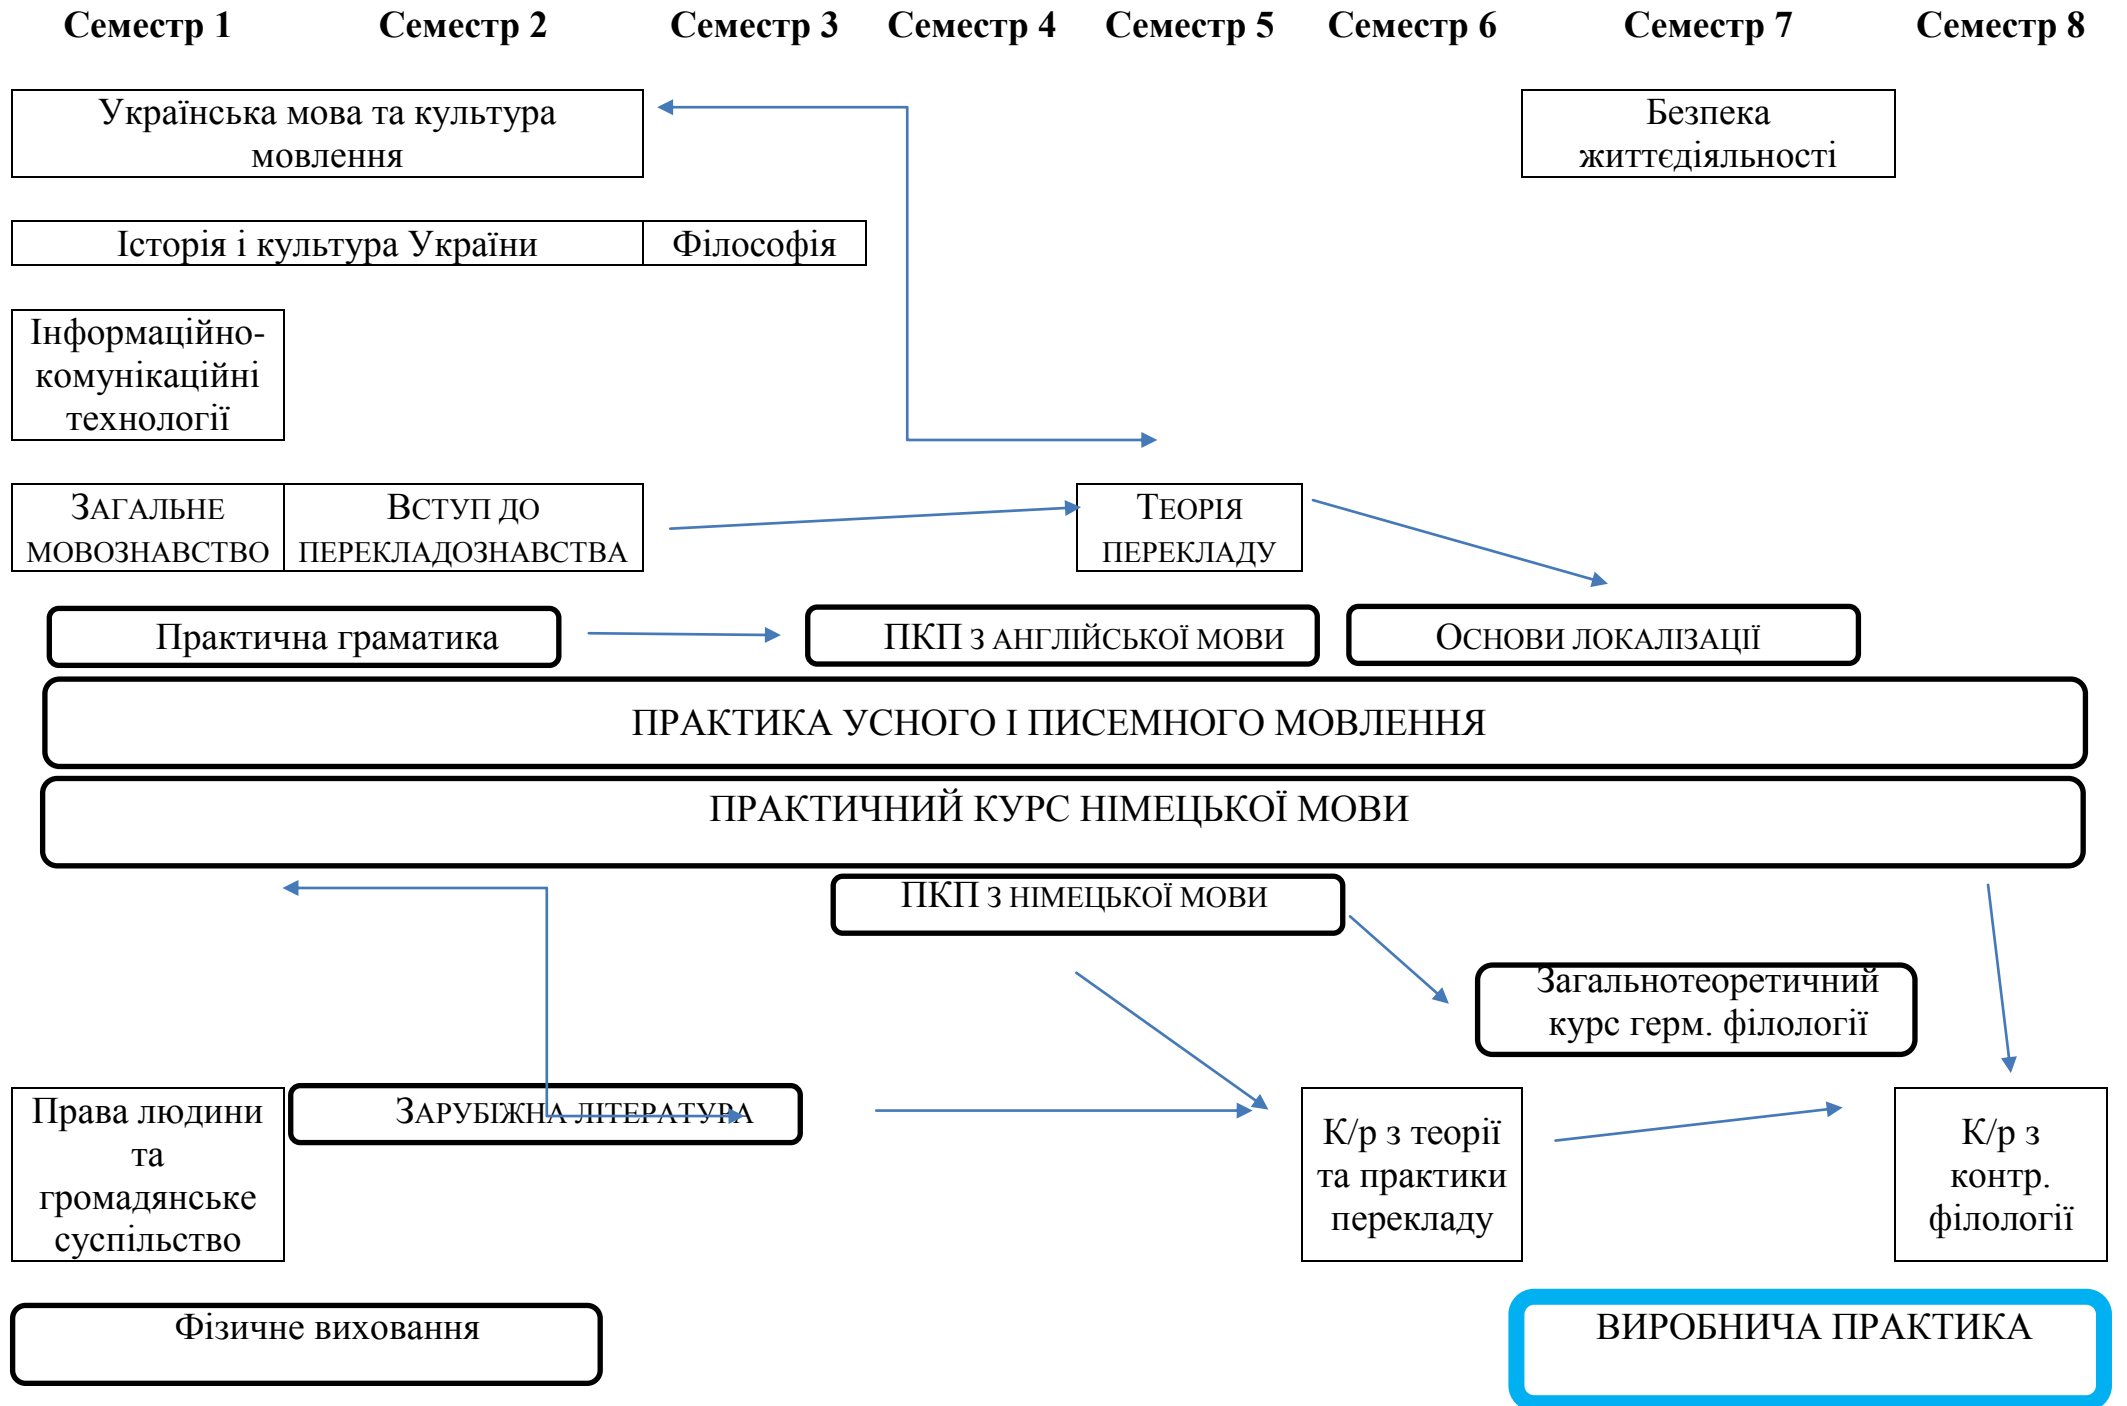 Семестр 1 Семестр 2 Семестр 3 Семестр 4 Семестр 5 Семестр 6 Семестр 7 Семестр 8
Українська мова та культура
мовлення
Безпека
життєдіяльності
Історія і культура України
Філософія
Інформаційно-
комунікаційні
технології
ЗАГАЛЬНЕ
МОВОЗНАВСТВО
ВСТУП ДО
ПЕРЕКЛАДОЗНАВСТВА
ТЕОРІЯ
ПЕРЕКЛАДУ
Практична граматика
ПКП З АНГЛІЙСЬКОЇ МОВИ
ОСНОВИ ЛОКАЛІЗАЦІЇ
ПРАКТИКА УСНОГО І ПИСЕМНОГО МОВЛЕННЯ
ПРАКТИЧНИЙ КУРС НІМЕЦЬКОЇ МОВИ
ПКП З НІМЕЦЬКОЇ МОВИ
Загальнотеоретичний
курс герм. філології
Права людини
та
громадянське
суспільство
ЗАРУБІЖНА ЛІТЕРАТУРА
К/р з теорії
та практики
перекладу
К/р з
контр.
філології
Фізичне виховання
ВИРОБНИЧА ПРАКТИКА